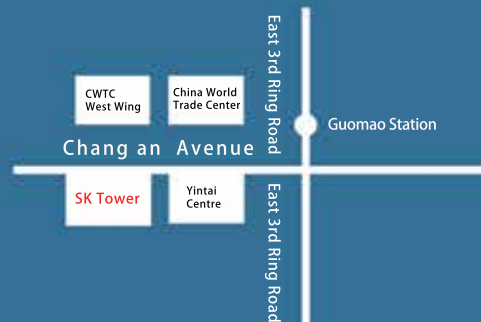 East 3rd Ring Road
CWTC
West Wing
China World
Trade Center
Guomao Station
Chang an Avenue
SK Tower
Yintai
Centre
East 3rd Ring Road